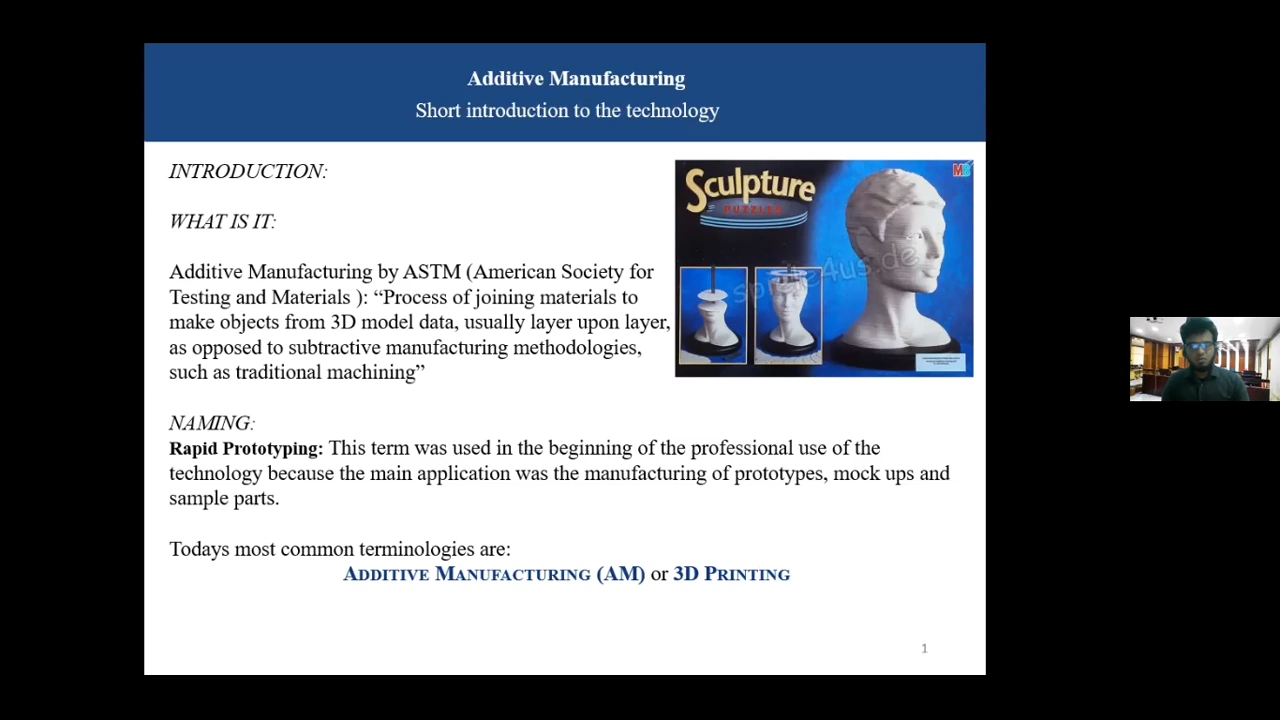 Additive Manufacturing
Short introduction to the technology
INTRODUCTION:
WHAT IS IT:
Additive Manufacturing by ASTM (American Society for
Testing and Materials ): “Process of joining materials to
make objects from 3D model data, usually layer upon layer,
as opposed to subtractive manufacturing methodologies,
such as traditional machining”
Sculpture
PUZZLES
MB
spiele4us.de
NAMING:
Rapid Prototyping: This term was used in the beginning of the professional use of the
technology because the main application was the manufacturing of prototypes, mock ups and
sample parts.
Todays most common terminologies are:
ADDITIVE MANUFACTURING (AM) or 3D PRINTING
1